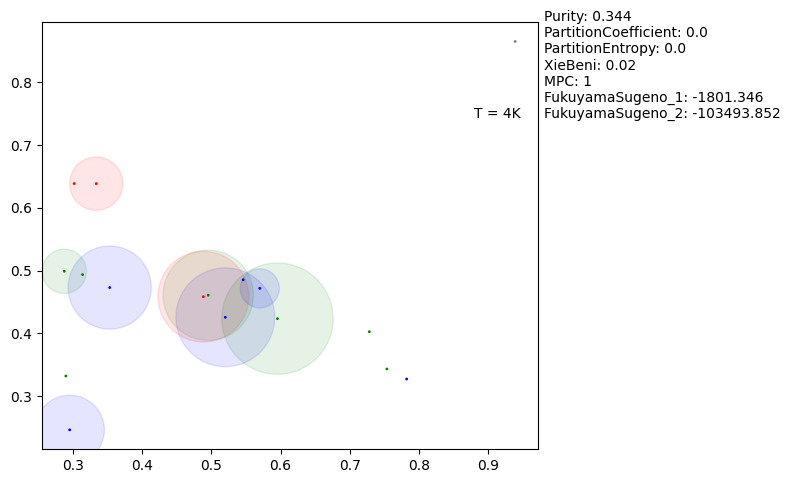 Purity: 0.344
PartitionCoefficient: 0.0
PartitionEntropy: 0.0
XieBeni: 0.02
MPC: 1
FukuyamaSugeno_1: -1801.346
FukuyamaSugeno_2: -103493.852
T = 4K
0.8
0.7
0.6
0.5
0.4
0.3
0.3 0.4 0.5 0.6 0.7 0.8 0.9